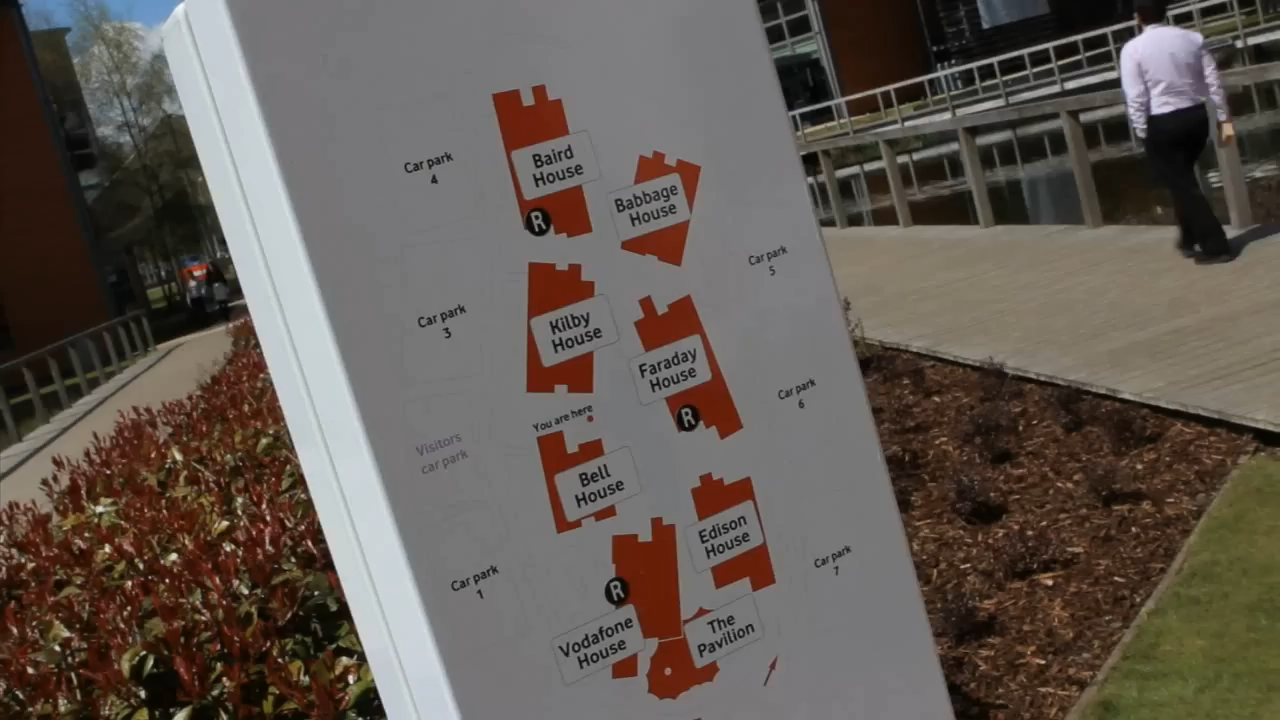 Baird
House
R
Car park
4
Babbage
House
Car park
5
Kilby
House
Car park
3
Faraday
House
R
Car park
6
You are here
Visitors
car park
Bell
House
Edison
House
Car park
7
Car park
1
R
Vodafone
House
The
Pavilion